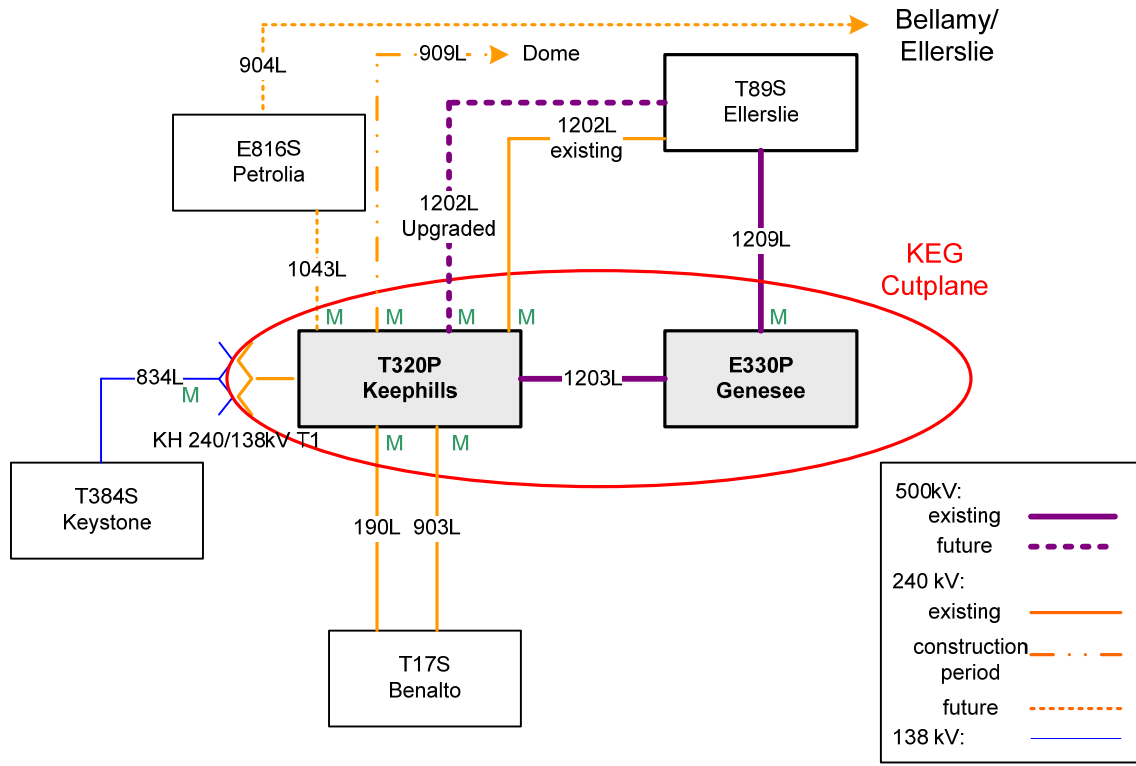 Bellamy/
Ellerslie
909L
Dome
904L
T89S
Ellerslie
1202L
existing
E816S
Petrolia
1202L
Upgraded
1209L
KEG
Cutplane
1043L
M
M
M
M
M
T320P
Keephills
1203L
E330P
Genesee
834L
M
KH 240/138kV T1
M
M
T384S
Keystone
190L
903L
T17S
Benalto
500kV:
existing
future
240 kV:
existing
construction
period
future
138 kV: